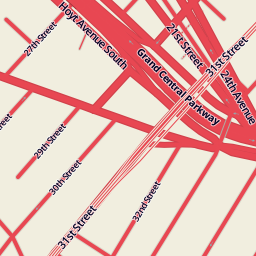 Hoyt Avenue South
21st Street
31st Street
27th Street
Grand Central Parkway
24th Avenue
29th Street
30th Street
32nd Street
31st Street